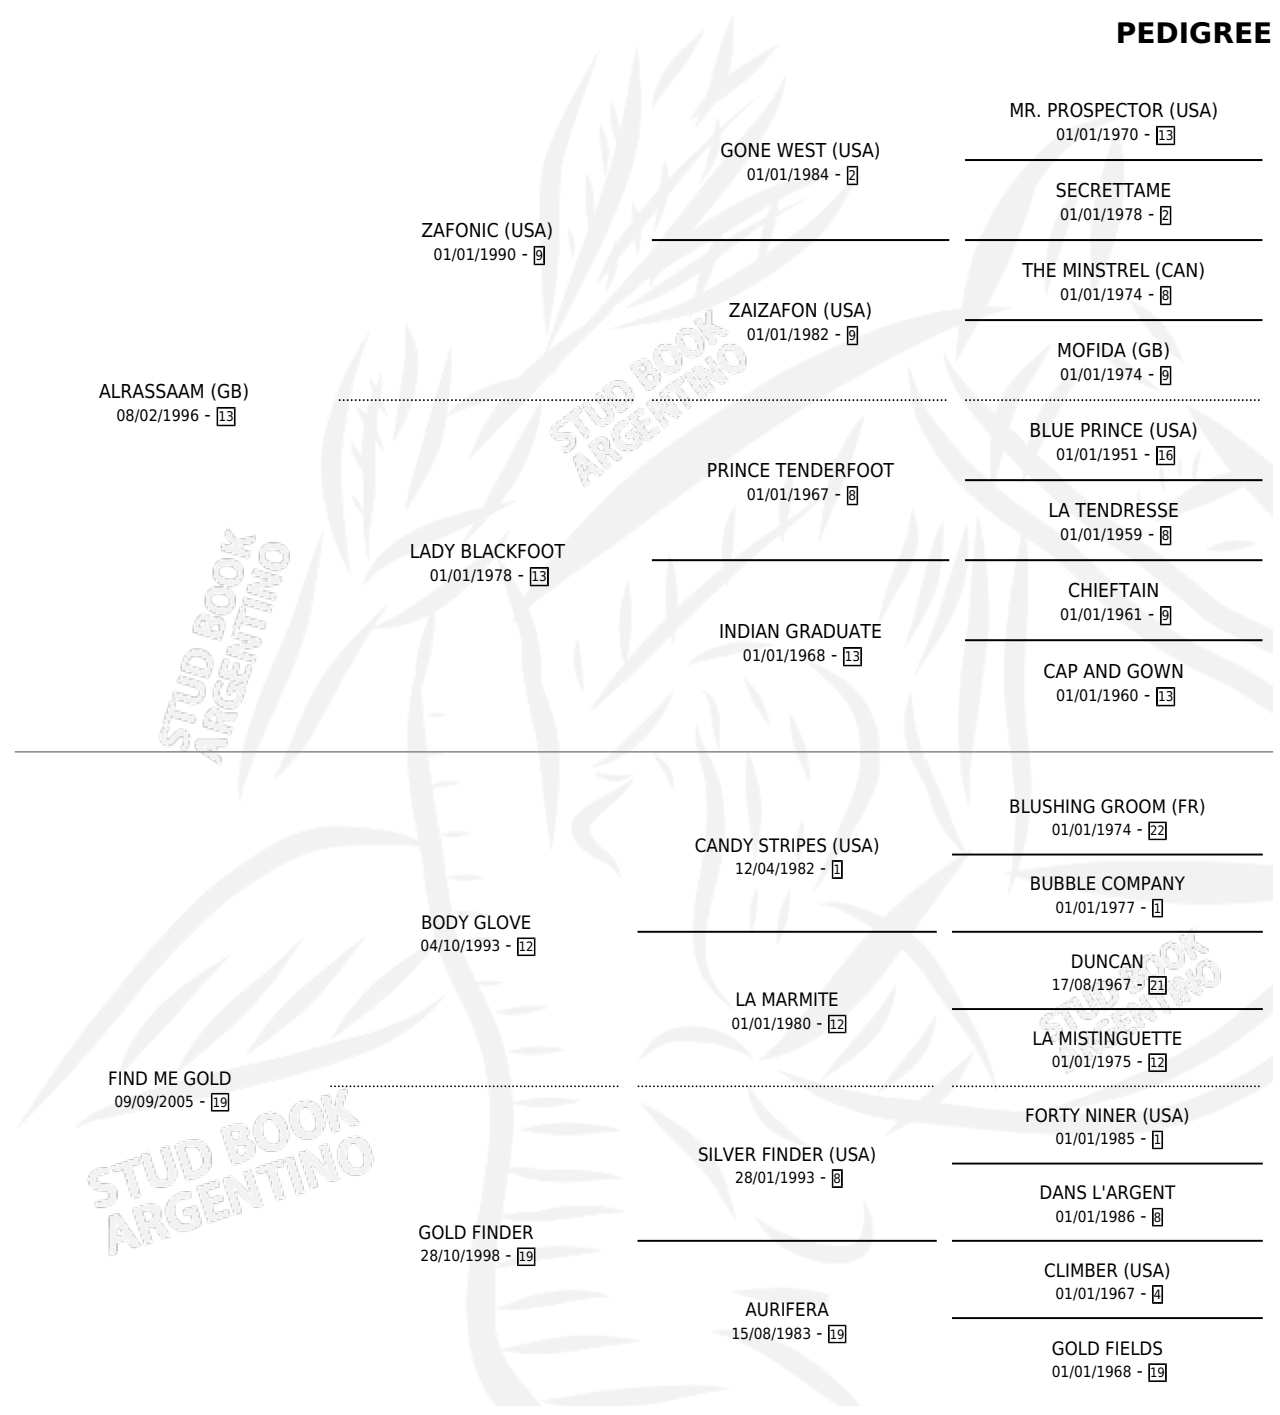 PEDIGREE
MR. PROSPECTOR (USA)
01/01/1970 - 13
GONE WEST (USA)
01/01/1984 - 2
SECRETTAME
01/01/1978 - 2
ZAFONIC (USA)
01/01/1990 - 9
THE MINSTREL (CAN)
01/01/1974 - 8
ZAIZAFON (USA)
01/01/1982 - 9
MOFIDA (GB)
01/01/1974 - 9
ALRASSAAM (GB)
08/02/1996 - 13
BLUE PRINCE (USA)
01/01/1951 - 16
PRINCE TENDERFOOT
01/01/1967 - 8
LA TENDRESSE
01/01/1959 - 8
LADY BLACKFOOT
01/01/1978 - 13
CHIEFTAIN
01/01/1961 - 9
INDIAN GRADUATE
01/01/1968 - 13
CAP AND GOWN
01/01/1960 - 13
BLUSHING GROOM (FR)
01/01/1974 - 22
CANDY STRIPES (USA)
12/04/1982 - 1
BUBBLE COMPANY
01/01/1977 - 1
BODY GLOVE
04/10/1993 - 12
DUNCAN
17/08/1967 - 21
LA MARMITE
01/01/1980 - 12
LA MISTINGUETTE
01/01/1975 - 12
FIND ME GOLD
09/09/2005 - 19
FORTY NINER (USA)
01/01/1985 - 1
SILVER FINDER (USA)
28/01/1993 - 8
DANS L'ARGENT
01/01/1986 - 8
GOLD FINDER
28/10/1998 - 19
CLIMBER (USA)
01/01/1967 - 4
AURIFERA
15/08/1983 - 19
GOLD FIELDS
01/01/1968 - 19
STUD BOOK
ARGENTINO
STUD BOOK
ARGENTINO
STUD BOOK
ARGENTINO
STUD BOOK
ARGENTINO